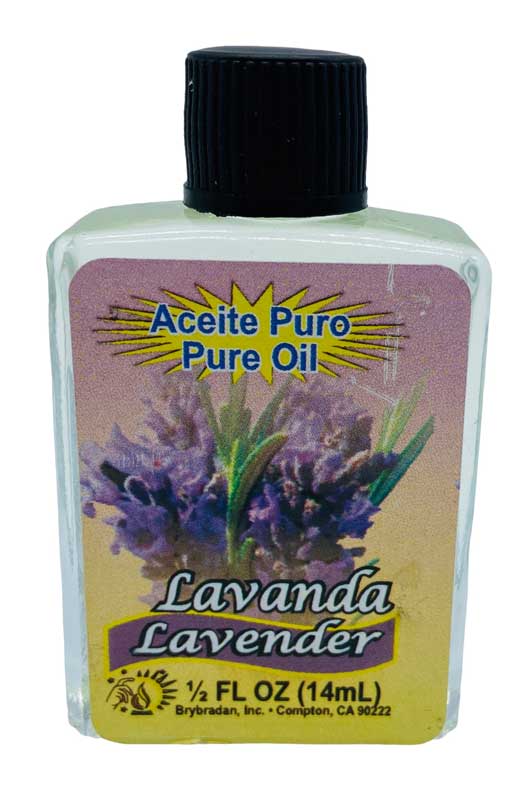 Aceite Puro
Pure Oil
Lavanda
Lavender
½ FL OZ (14mL)
Brybradan, Inc. • Compton, CA 90222